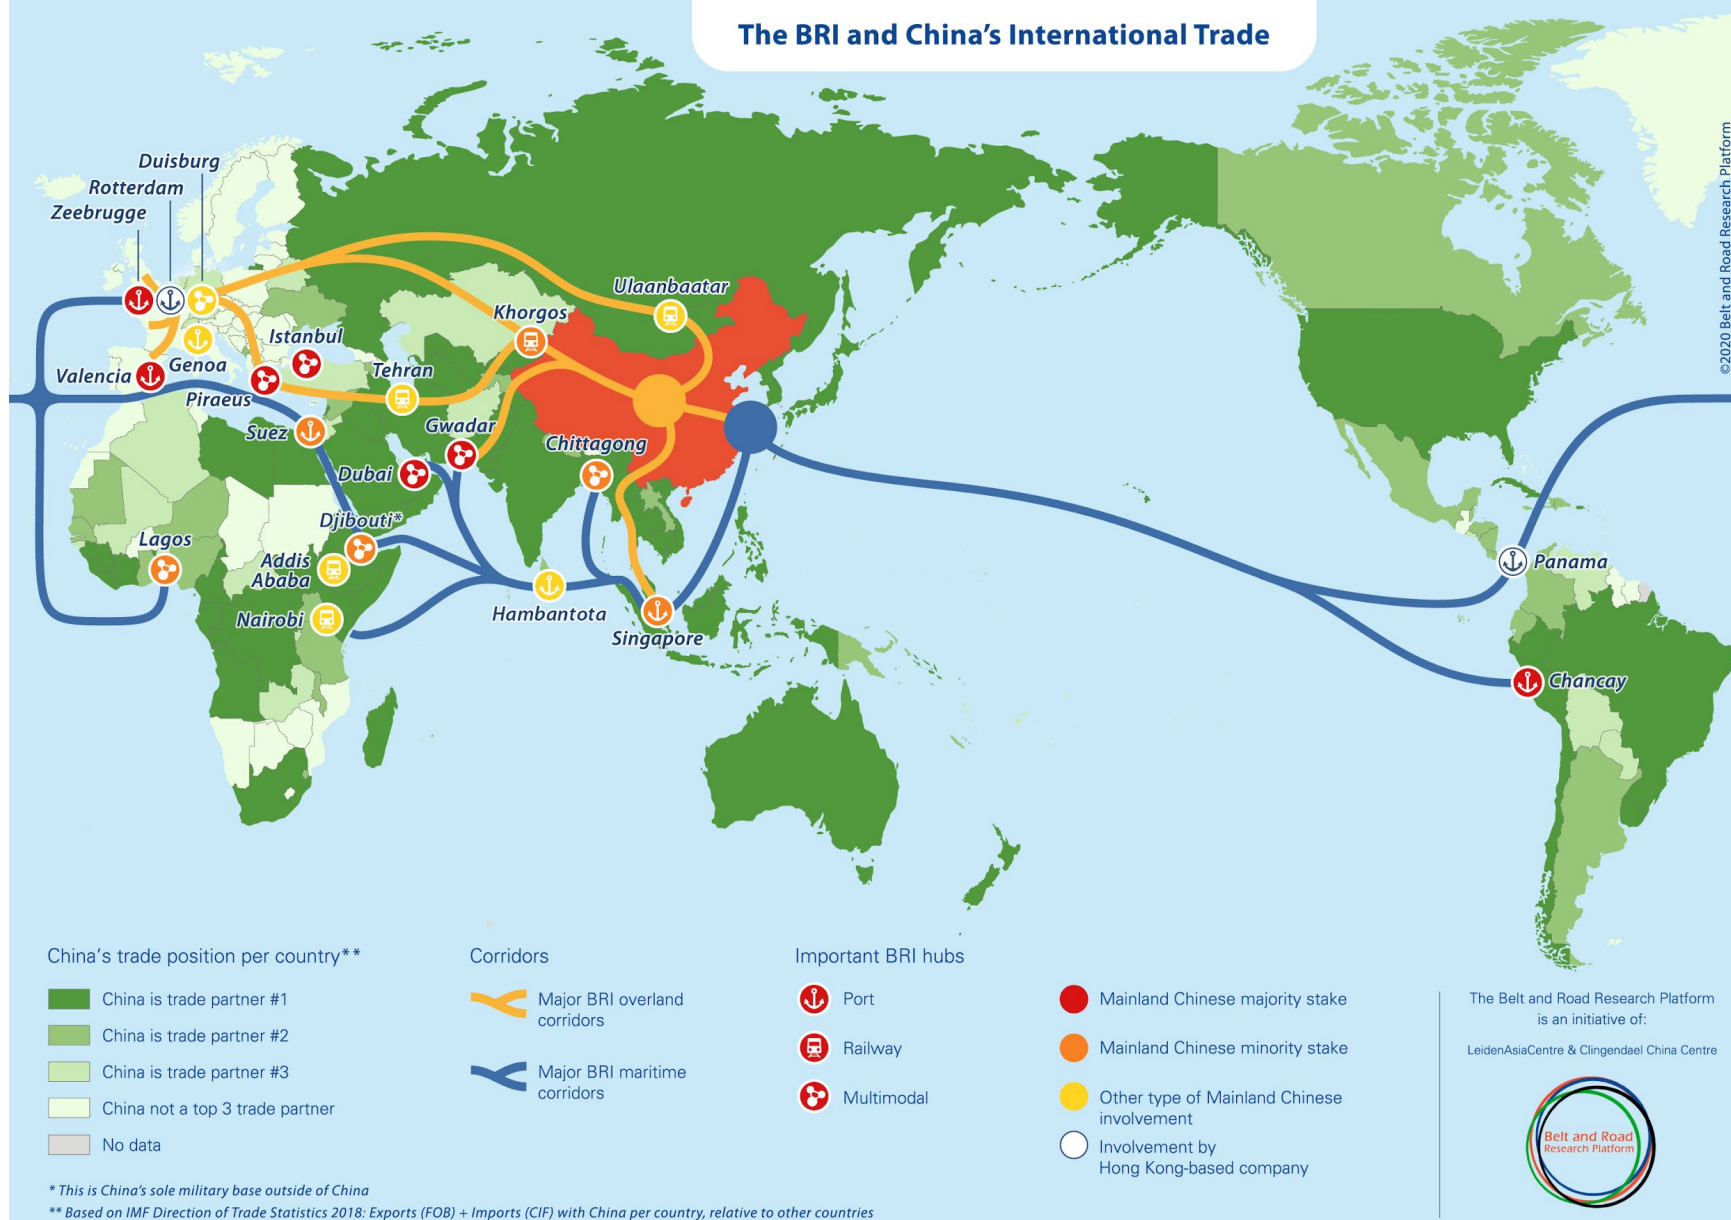 The BRI and China's International Trade
©2020 Belt and Road Research Platform
Duisburg
Rotterdam
Zeebrugge
Ulaanbaatar
Khorgos
Istanbul
Genoa
Valencia
Tehran
Piraeus
Gwadar
Suez
Chittagong
Dubai
Djibouti*
Lagos
Addis
Ababa
Panama
Hambantota
Nairobi
Singapore
Chancay
China's trade position per country**
China is trade partner #1
China is trade partner #2
China is trade partner #3
China not a top 3 trade partner
No data
Corridors
Major BRI overland
corridors
Major BRI maritime
corridors
Important BRI hubs
Port
Railway
Multimodal
Mainland Chinese majority stake
Mainland Chinese minority stake
Other type of Mainland Chinese
involvement
Involvement by
Hong Kong-based company
The Belt and Road Research Platform
is an initiative of:
LeidenAsiaCentre & Clingendael China Centre
Belt and Road
Research Platform
* This is China's sole military base outside of China
** Based on IMF Direction of Trade Statistics 2018: Exports (FOB) + Imports (CIF) with China per country, relative to other countries